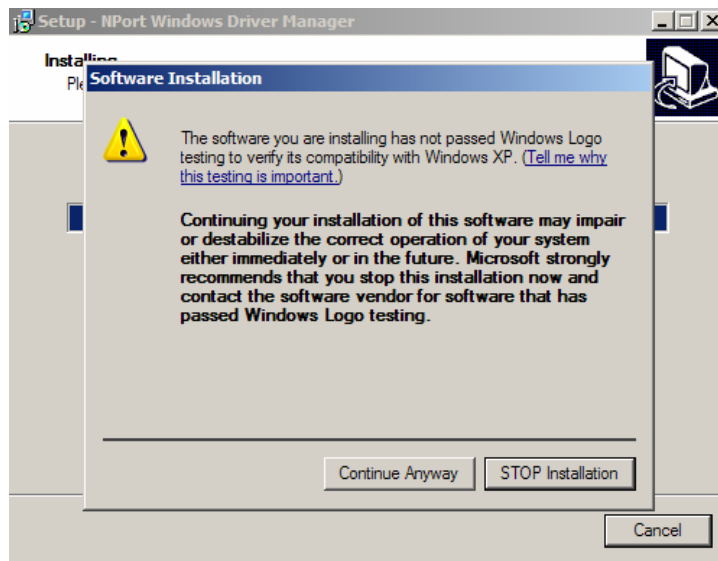 Setup - NPort Windows Driver Manager
Software Installation
The software you are installing has not passed Windows Logo
testing to verify its compatibility with Windows XP. (Tell me why
this testing is important.)
Continuing your installation of this software may impair
or destabilize the correct operation of your system
either immediately or in the future. Microsoft strongly
recommends that you stop this installation now and
contact the software vendor for software that has
passed Windows Logo testing.
Continue Anyway
STOP Installation
Cancel